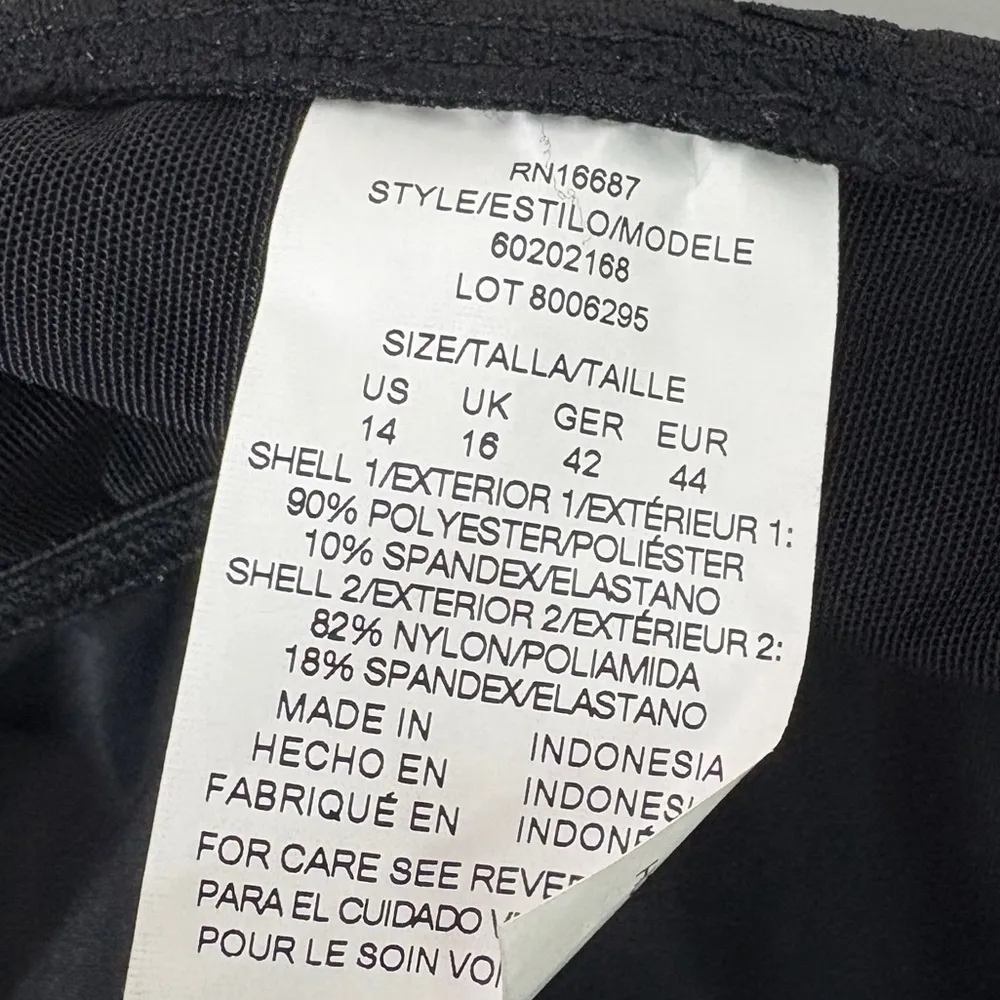 RN16687
STYLE/ESTILO/MODELE
60202168
LOT 8006295
SIZE/TALLA/TAILLE
US UK GER EUR
14 16 42 44
SHELL 1/EXTERIOR 1/EXTÉRIEUR 1:
90% POLYESTER/POLIÉSTER
10% SPANDEX/ELASTANO
SHELL 2/EXTERIOR 2/EXTÉRIEUR 2:
82% NYLON/POLIAMIDA
18% SPANDEX/ELASTANO
MADE IN INDONESIA
HECHO EN
FABRIQUÉ EN
FOR CARE SEE
PARA EL CUIDADO
POUR LE SOIN